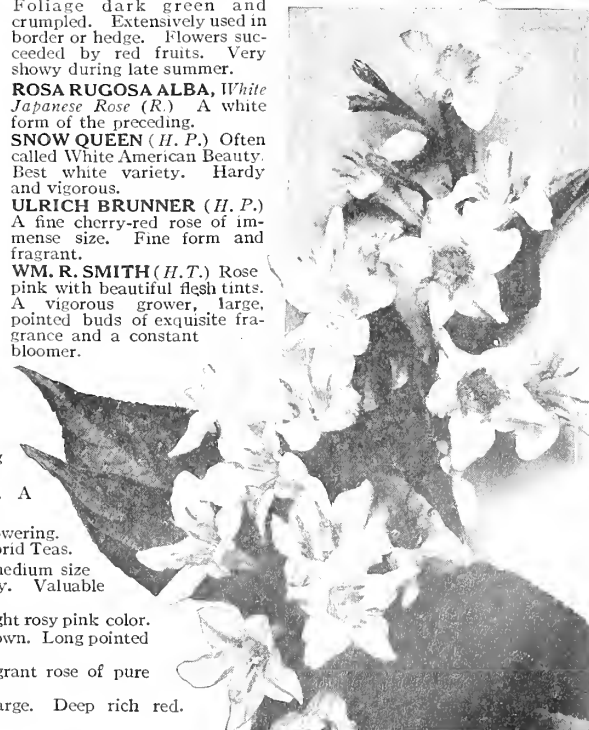 Foliage dark green and
crumpled. Extensively used in
border or hedge. Flowers suc-
ceeded by red fruits. Very
showy during late summer.
ROSA RUGOSA ALBA, White
Japanese Rose (R.) A white
form of the preceding.
SNOW QUEEN (H. P.) Often
called White American Beauty.
Best white variety. Hardy
and vigorous.
ULRICH BRUNNER (H. P.)
A fine cherry-red rose of im-
mense size. Fine form and
fragrant.
WM. R. SMITH (H.T.) Rose
pink with beautiful flesh tints.
A vigorous grower, large,
pointed buds of exquisite fra-
grance and a constant
bloomer.
. A
wering.
rid Teas.
nedium size
y. Valuable
ght rosy pink color.
own. Long pointed
grant rose of pure
arge. Deep rich red.